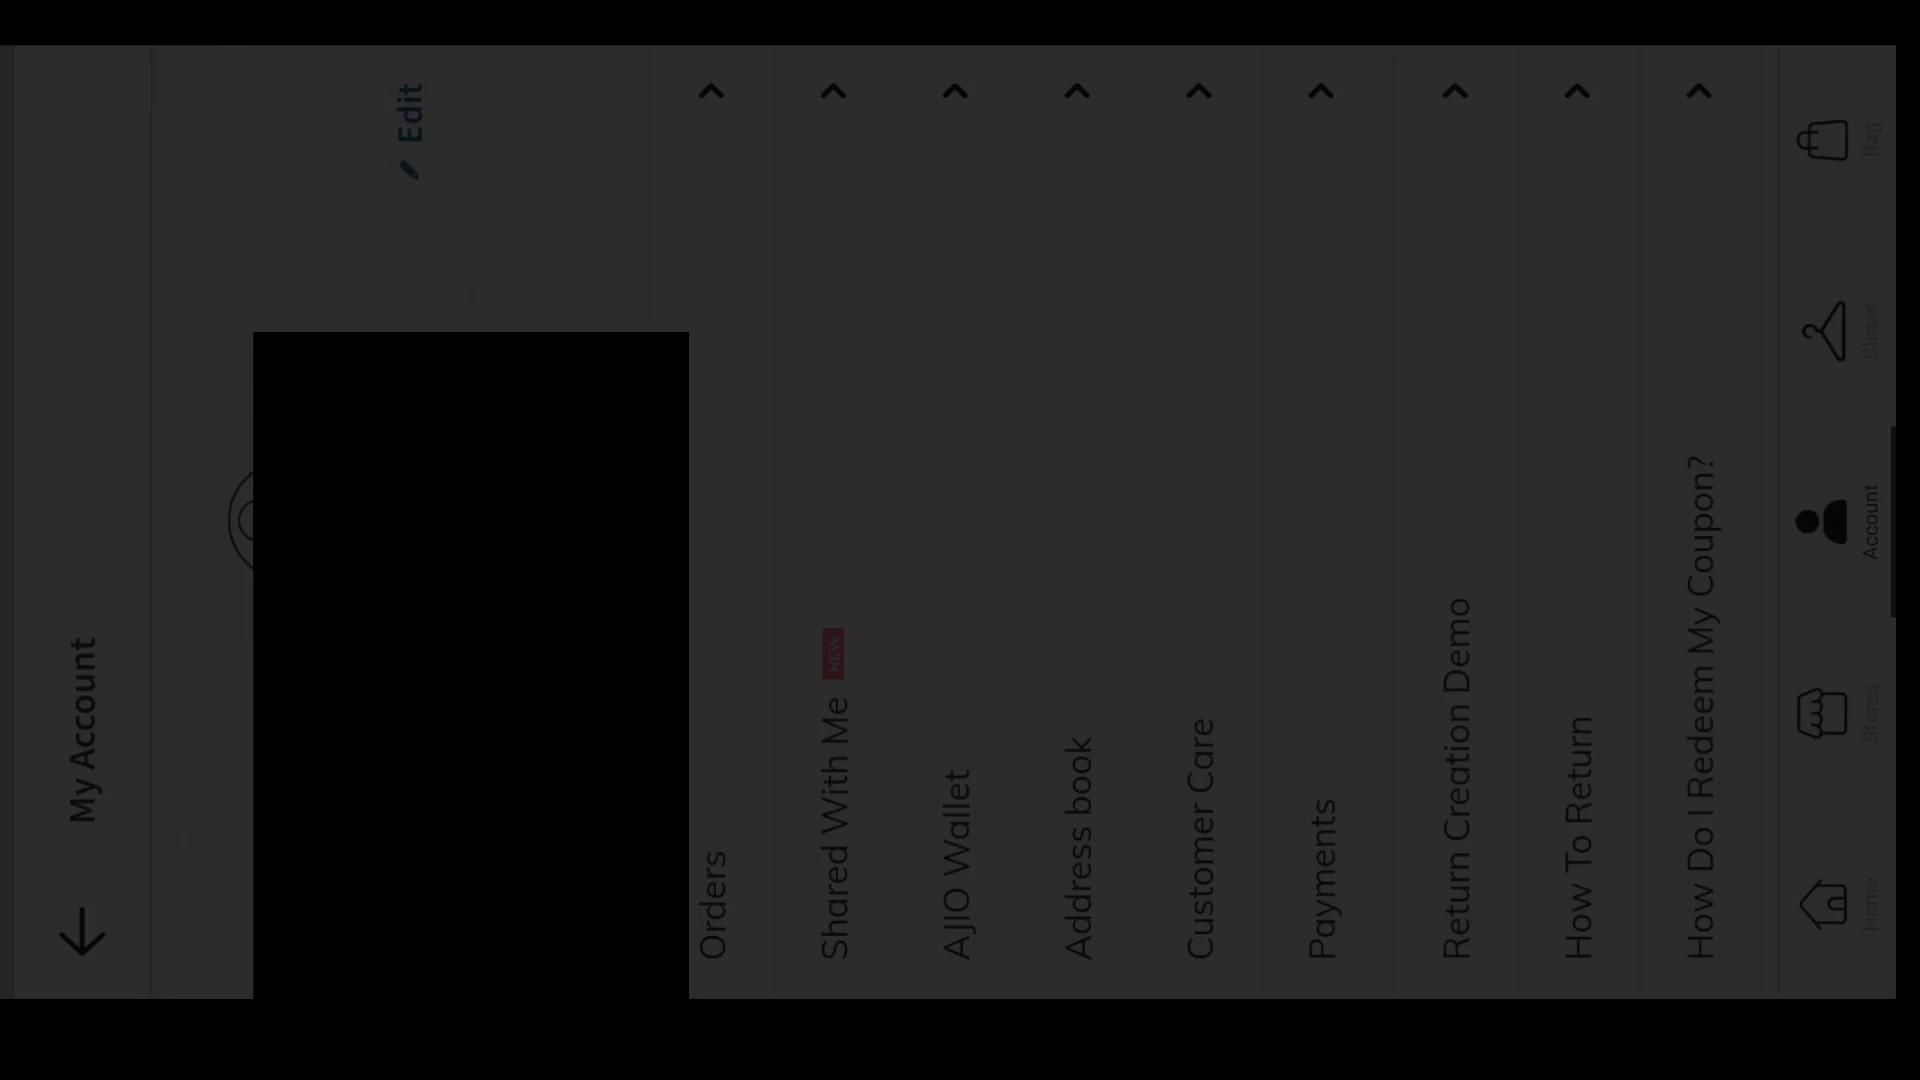 My Account
Edit
Orders
Shared With Me NEW
AJIO Wallet
Address book
Customer Care
Payments
Return Creation Demo
How To Return
How Do I Redeem My Coupon?
Home
Stores
Account
Closet
Bag